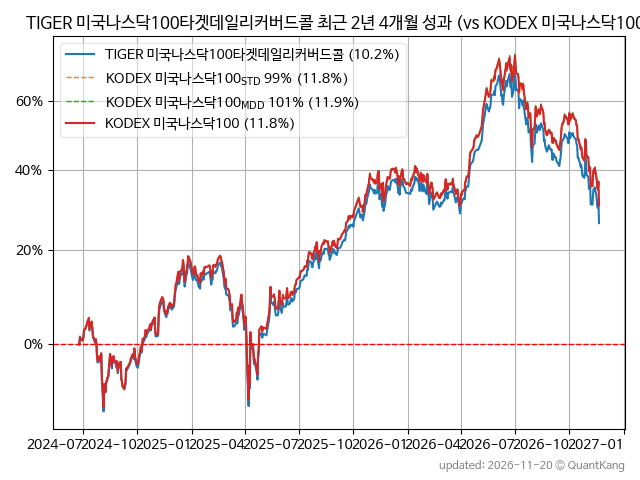 TIGER 미국나스닥100타겟데일리커버드콜 최근 2년 4개월 성과 (vs KODEX 미국나스닥100
TIGER 미국나스닥100타겟데일리커버드콜 (10.2%)
KODEX 미국나스닥100STD 99% (11.8%)
KODEX 미국나스닥100MDD 101% (11.9%)
KODEX 미국나스닥100 (11.8%)
60%
40%
20%
0%
2024-07 2024-10 2025-01 2025-04 2025-07 2025-10 2026-01 2026-04 2026-07 2026-10 2027-01
updated: 2026-11-20 © QuantKang